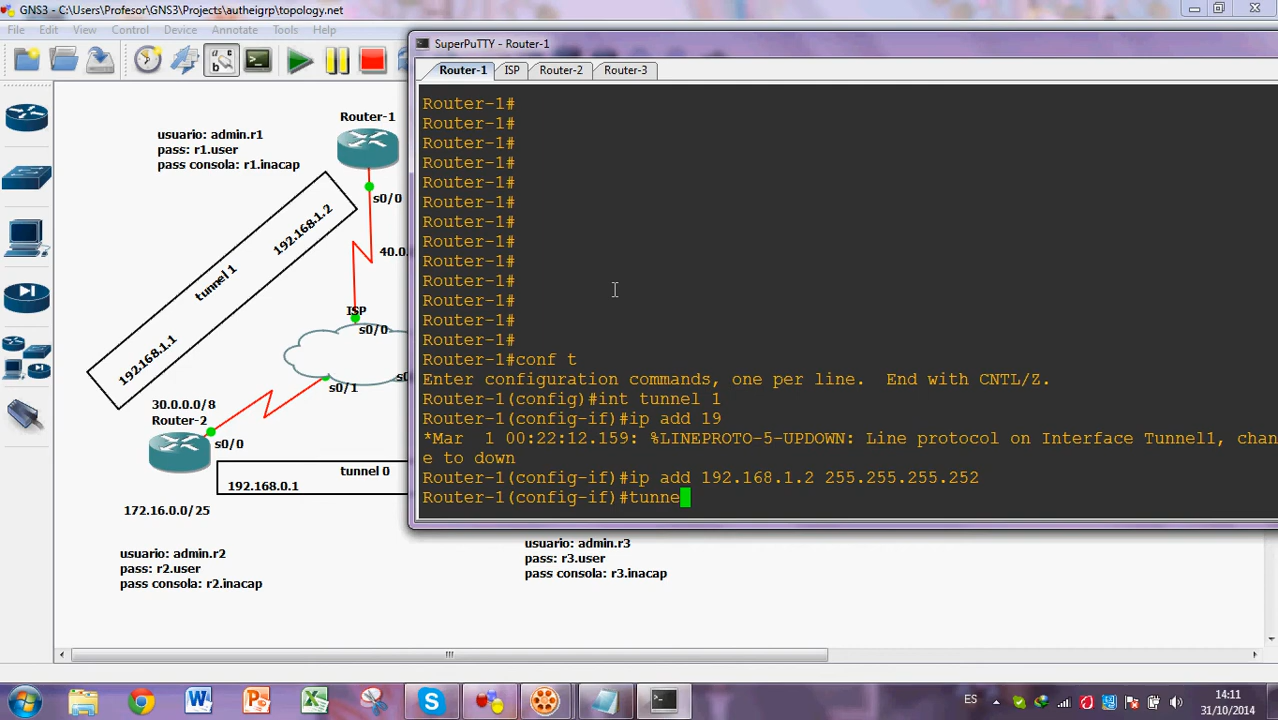 GNS3 - C:\Users\Profesor\GNS3\Projects\autheigrp\topology.net
File Edit View Control Device Annotate Tools Help
SuperPuTTY - Router-1
Router-1 ISP Router-2 Router-3
usuario: admin.r1
pass: r1.user
pass consola: r1.inacap
Router-1
s0/0
40.0.
192.168.1.2
tunnel 1
192.168.1.1
ISP
s0/0
s0/1
30.0.0.0/8
Router-2
s0/0
tunnel 0
192.168.0.1
172.16.0.0/25
usuario: admin.r2
pass: r2.user
pass consola: r2.inacap
usuario: admin.r3
pass: r3.user
pass consola: r3.inacap
Router-1#
Router-1#
Router-1#
Router-1#
Router-1#
Router-1#
Router-1#
Router-1#
Router-1#
Router-1#
Router-1#
Router-1#
Router-1#
Router-1#conf t
Enter configuration commands, one per line.  End with CNTL/Z.
Router-1(config)#int tunnel 1
Router-1(config-if)#ip add 19
*Mar  1 00:22:12.159: %LINEPROTO-5-UPDOWN: Line protocol on Interface Tunnel1, chan
e to down
Router-1(config-if)#ip add 192.168.1.2 255.255.255.252
Router-1(config-if)#tunne
ES
14:11
31/10/2014